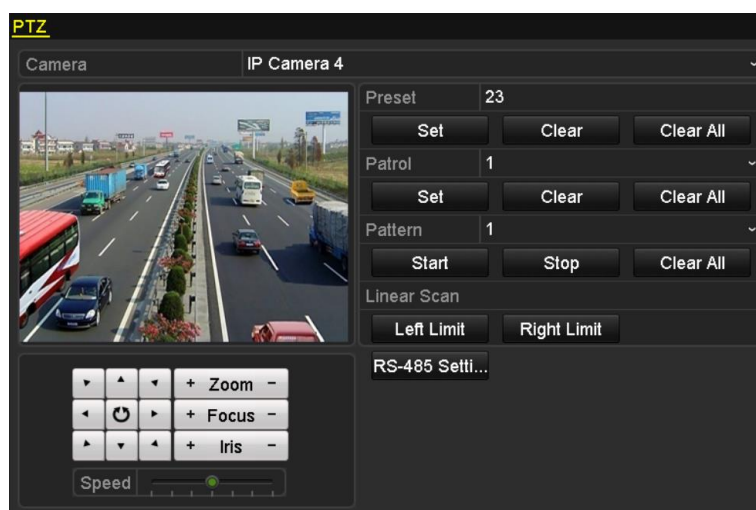 PTZ
Camera IP Camera 4
Preset 23
Set Clear Clear All
Patrol 1
Set Clear Clear All
Pattern 1
Start Stop Clear All
Linear Scan
Left Limit Right Limit
RS-485 Setti...
+ Zoom -
+ Focus -
+ Iris -
Speed